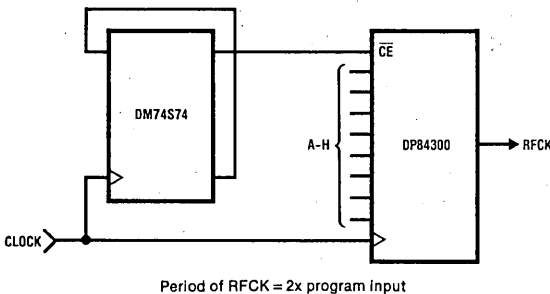 DM74S74
CE
A-H
DP84300
RFCK
CLOCK
Period of RFCK = 2x program input